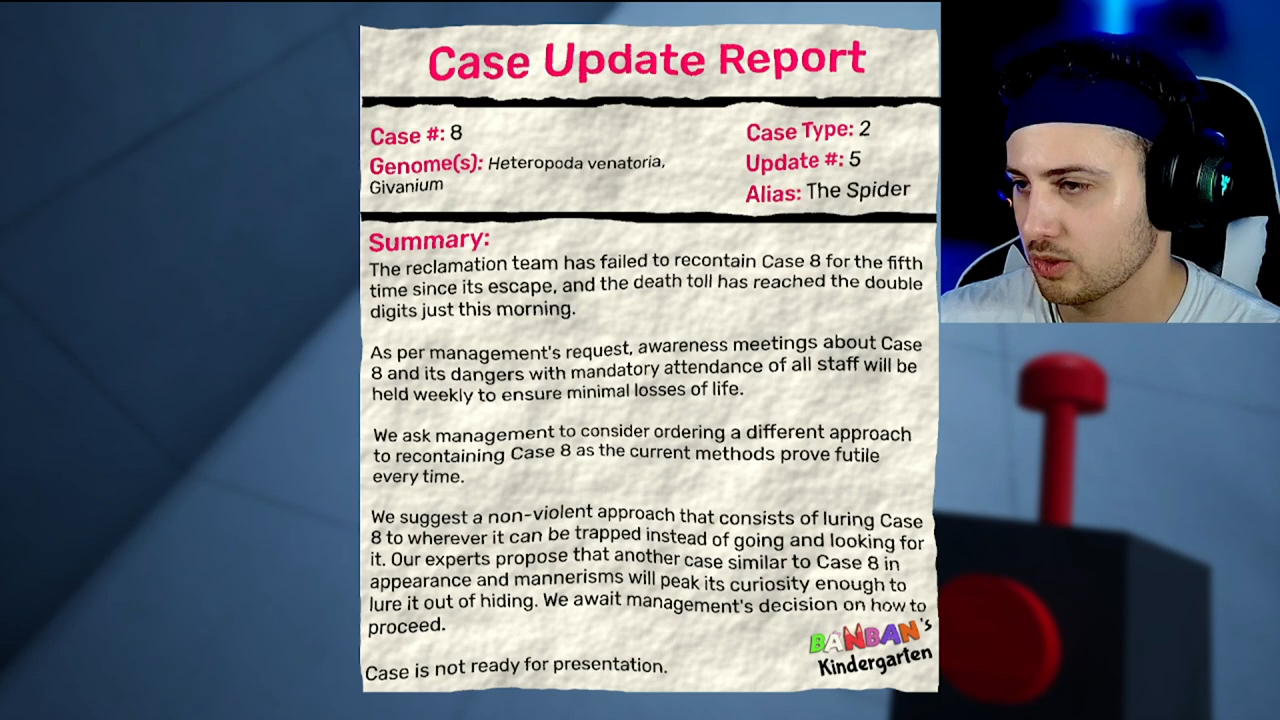 Case Update Report
Case #: 8
Genome(s): Heteropoda venatoria,
Givanium
Case Type: 2
Update #: 5
Alias: The Spider
Summary:
The reclamation team has failed to recontain Case 8 for the fifth
time since its escape, and the death toll has reached the double
digits just this morning.
As per management's request, awareness meetings about Case
8 and its dangers with mandatory attendance of all staff will be
held weekly to ensure minimal losses of life.
We ask management to consider ordering a different approach
to recontaining Case 8 as the current methods prove futile
every time.
We suggest a non-violent approach that consists of luring Case
8 to wherever it can be trapped instead of going and looking for
it. Our experts propose that another case similar to Case 8 in
appearance and mannerisms will peak its curiosity enough to
lure it out of hiding. We await management's decision on how to
proceed.
Case is not ready for presentation.
BANBAN's
Kindergarten